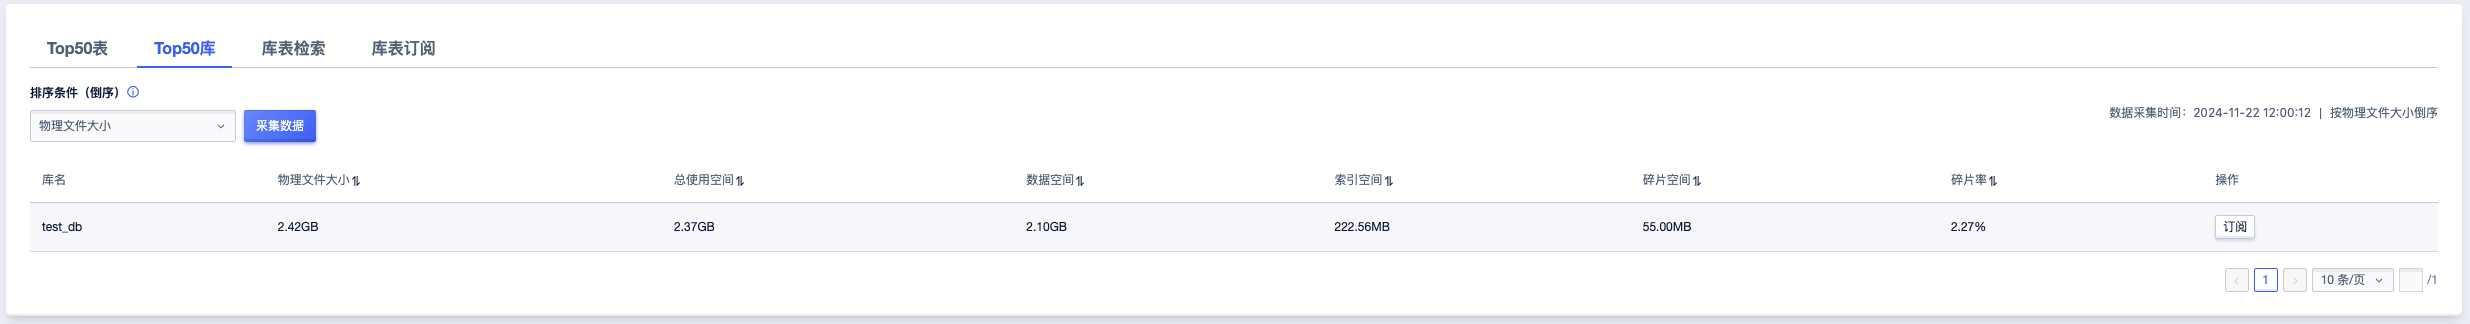 Top50表 Top50库 库表检索 库表订阅
排序条件（倒序）
物理文件大小 采集数据 数据采集时间：2024-11-22 12:00:12 | 按物理文件大小倒序
库名 物理文件大小 总使用空间 数据空间 索引空间 碎片空间 碎片率 操作
test_db 2.42GB 2.37GB 2.10GB 222.56MB 55.00MB 2.27% 订阅
1 10 条/页 /1